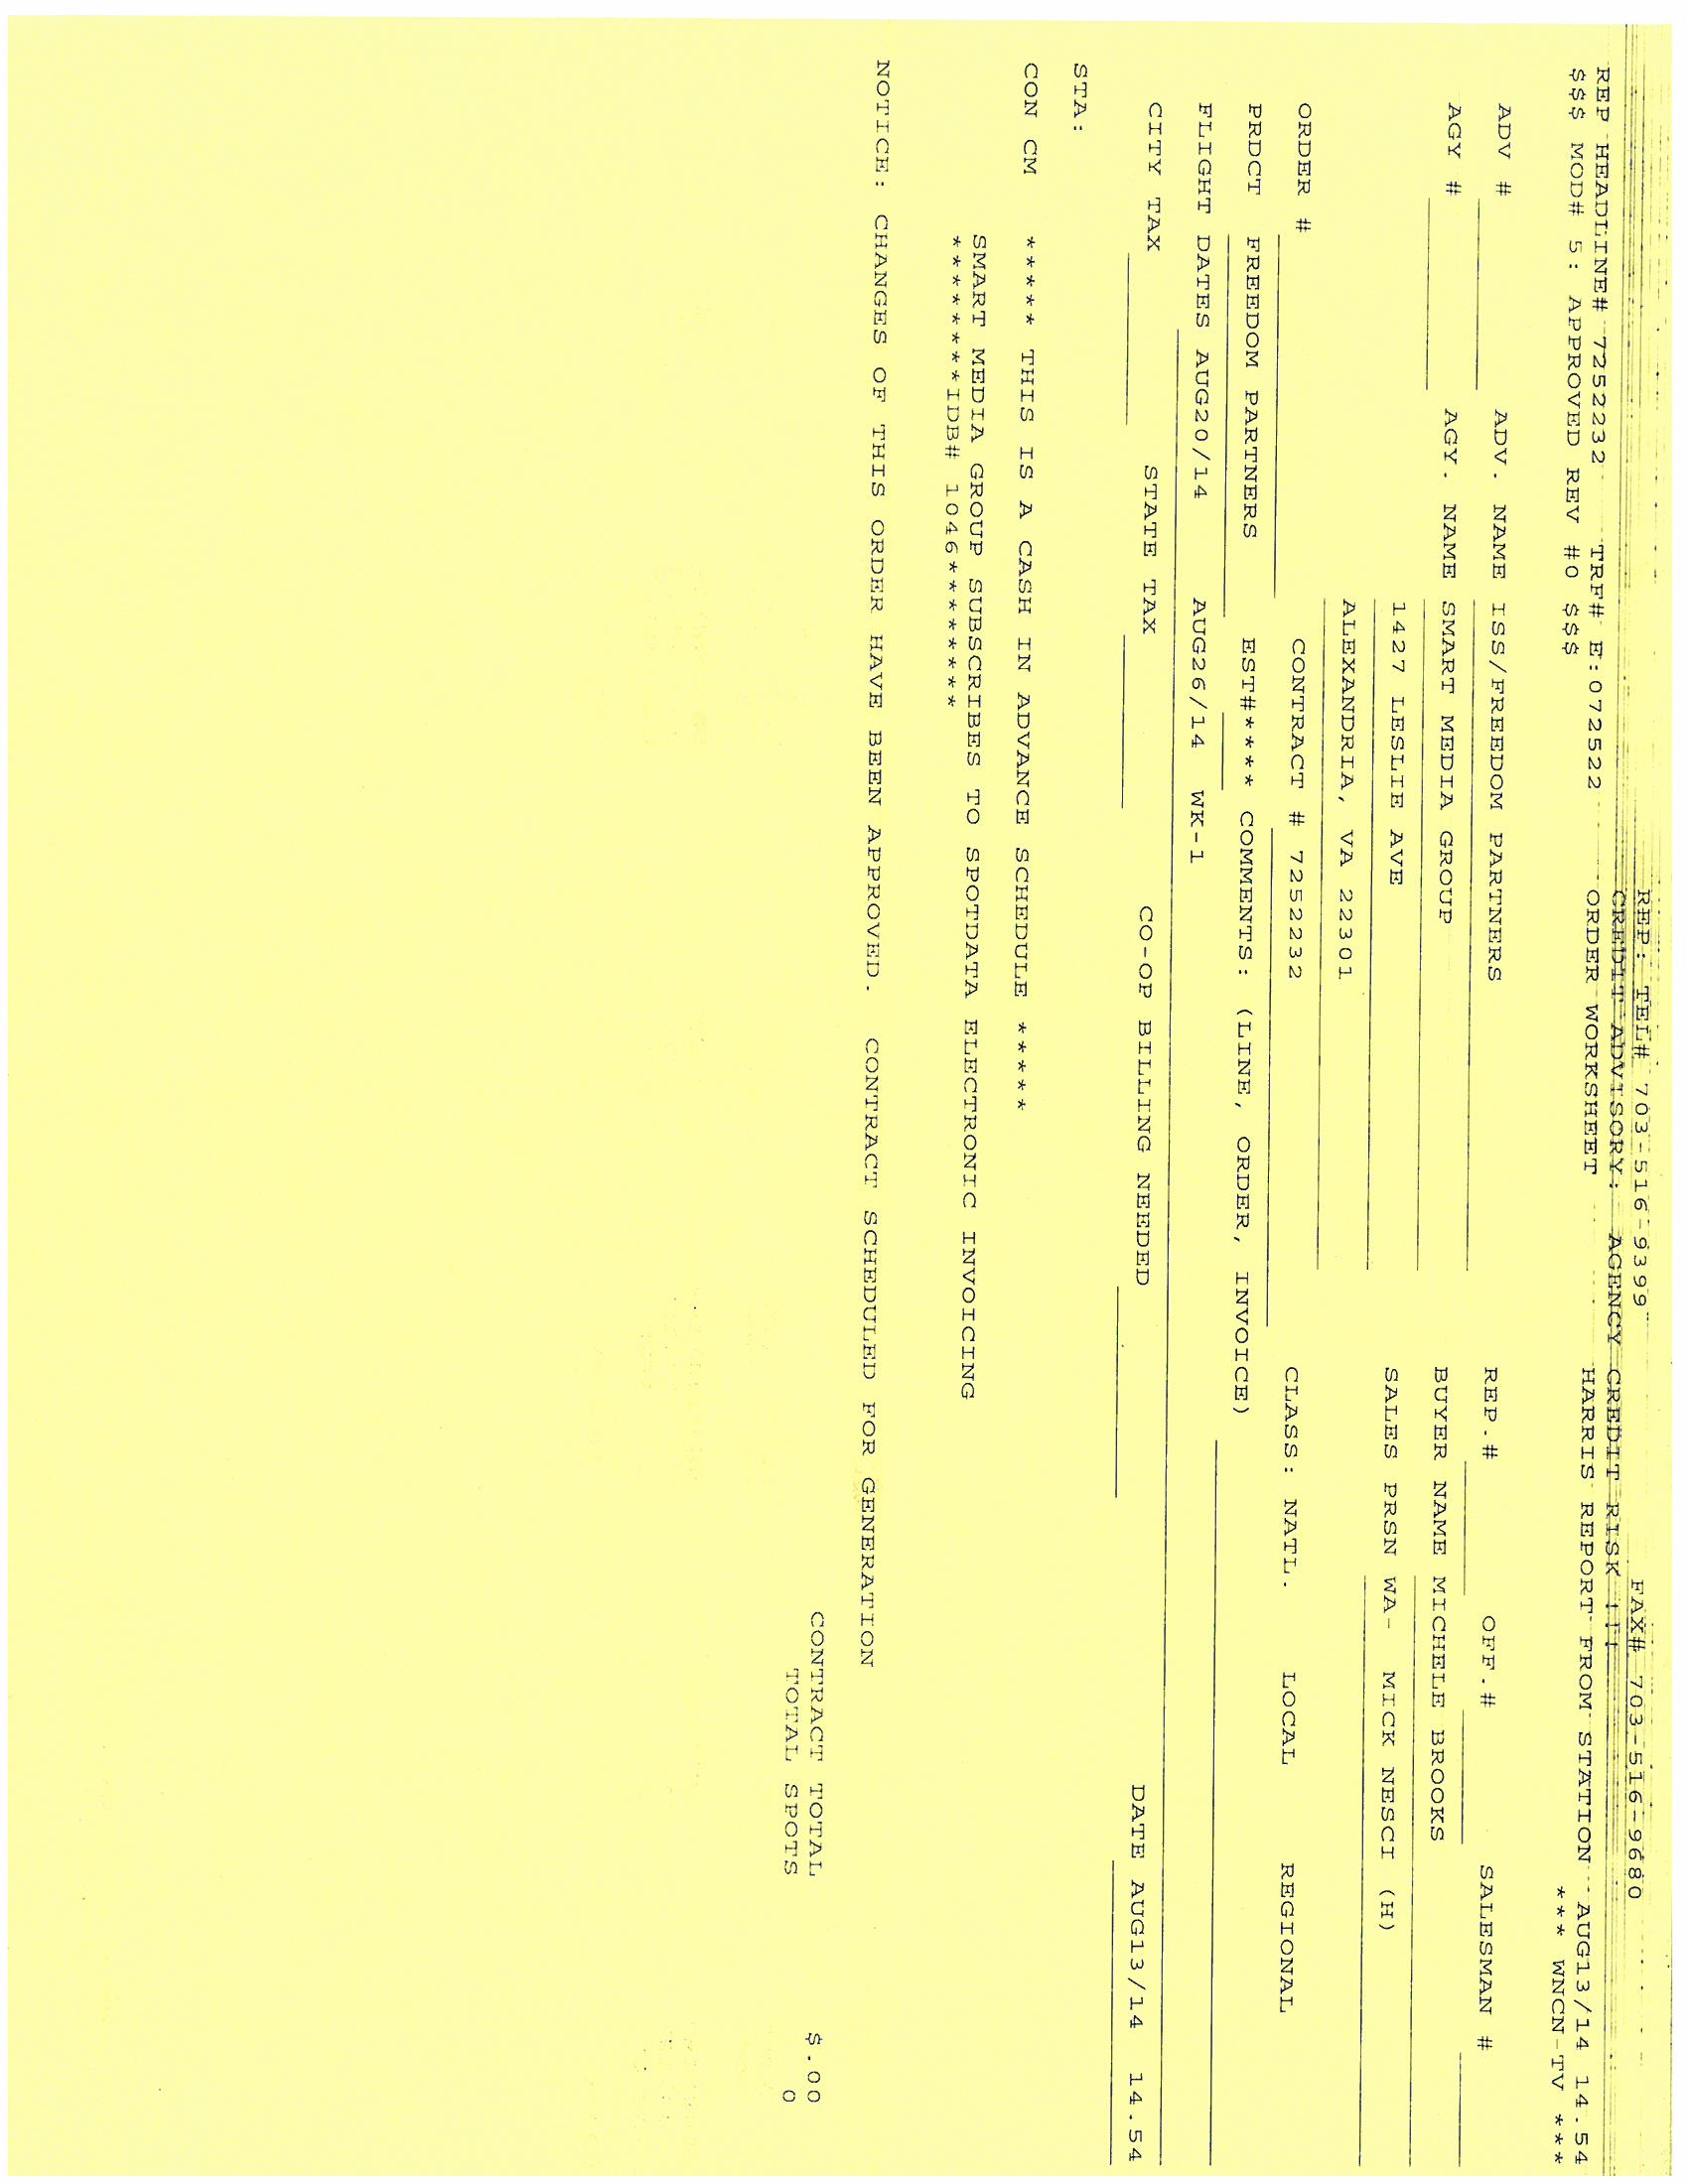 REP: TEL# 703-516-9399 FAX# 703-516-9680
CREDIT ADVISORY: AGENCY CREDIT RISK !!!
REP HEADLINE# 7252232 TRF# E:072522 ORDER WORKSHEET HARRIS REPORT FROM STATION AUG13/14 14.54
$$$ MOD# 5: APPROVED REV #0 $$$ *** WNCN-TV ***
ADV # ADV. NAME ISS/FREEDOM PARTNERS REP.# OFF.# SALESMAN #
AGY # AGY. NAME SMART MEDIA GROUP BUYER NAME MICHELE BROOKS
1427 LESLIE AVE SALES PRSN WA- MICK NESCI (H)
ALEXANDRIA, VA 22301
ORDER # CONTRACT # 7252232 CLASS: NATL. LOCAL REGIONAL
PRDCT FREEDOM PARTNERS EST#**** COMMENTS: (LINE, ORDER, INVOICE)
FLIGHT DATES AUG20/14 AUG26/14 WK-1
CITY TAX STATE TAX CO-OP BILLING NEEDED DATE AUG13/14 14.54
STA:
CON CM ***** THIS IS A CASH IN ADVANCE SCHEDULE *****
SMART MEDIA GROUP SUBSCRIBES TO SPOTDATA ELECTRONIC INVOICING
********IDB# 1046********
NOTICE: CHANGES OF THIS ORDER HAVE BEEN APPROVED. CONTRACT SCHEDULED FOR GENERATION
CONTRACT TOTAL $.00
TOTAL SPOTS 0